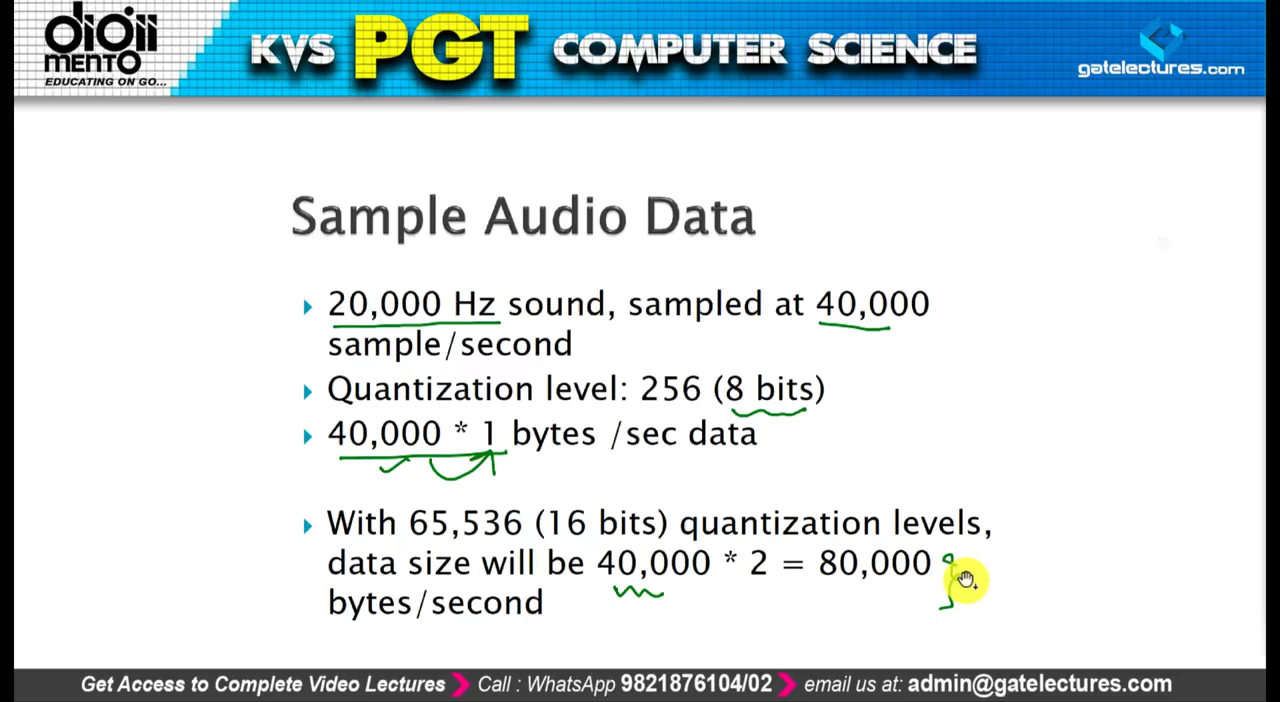 digii
mento
EDUCATING ON GO...
KVS PGT COMPUTER SCIENCE
gatelectures.com
Sample Audio Data
20,000 Hz sound, sampled at 40,000
sample/second
Quantization level: 256 (8 bits)
40,000 * 1 bytes /sec data
With 65,536 (16 bits) quantization levels,
data size will be 40,000 * 2 = 80,000
bytes/second
Get Access to Complete Video Lectures Call : WhatsApp 9821876104/02 email us at: admin@gatelectures.com